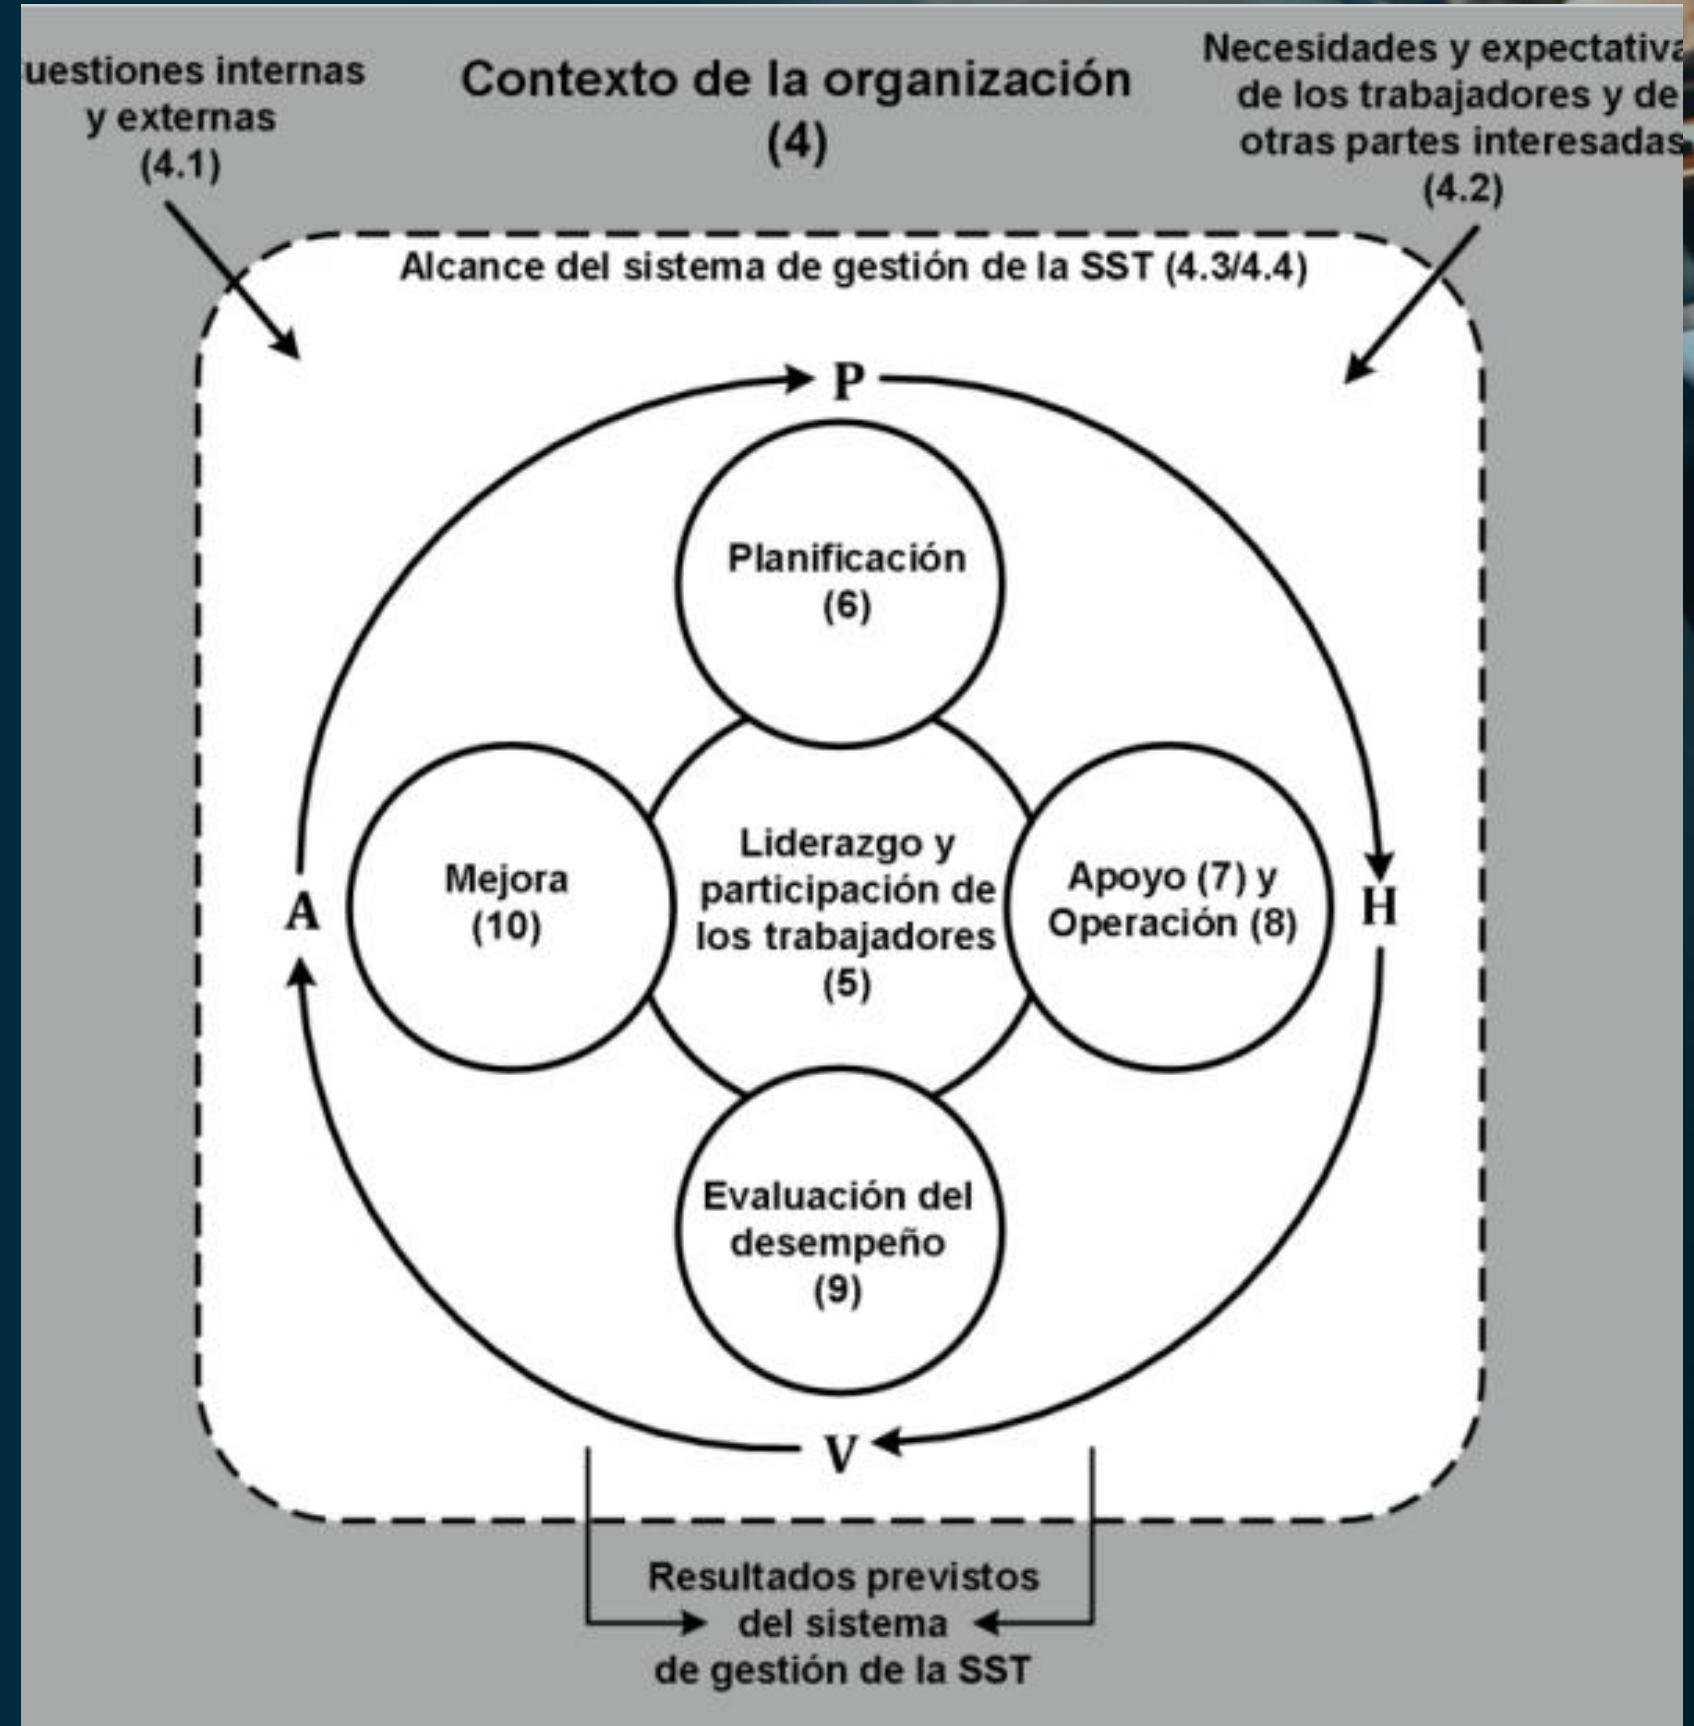 uestiones internas
y externas
(4.1)
Contexto de la organización
(4)
Necesidades y expectativa
de los trabajadores y de
otras partes interesadas
(4.2)
Alcance del sistema de gestión de la SST (4.3/4.4)
P
Planificación
(6)
Mejora
(10)
A
Liderazgo y
participación de
los trabajadores
(5)
Apoyo (7) y
Operación (8)
H
Evaluación del
desempeño
(9)
V
Resultados previstos
del sistema
de gestión de la SST